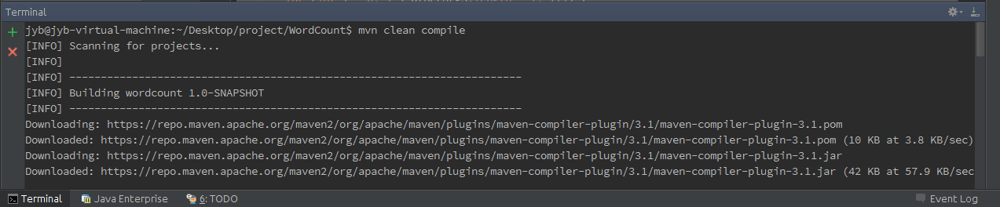 Terminal
jyb@jyb-virtual-machine:~/Desktop/project/WordCount$ mvn clean compile
[INFO] Scanning for projects...
[INFO]
[INFO] ------------------------------------------------------------------------
[INFO] Building wordcount 1.0-SNAPSHOT
[INFO] ------------------------------------------------------------------------
Downloading: https://repo.maven.apache.org/maven2/org/apache/maven/plugins/maven-compiler-plugin/3.1/maven-compiler-plugin-3.1.pom
Downloaded: https://repo.maven.apache.org/maven2/org/apache/maven/plugins/maven-compiler-plugin/3.1/maven-compiler-plugin-3.1.pom (10 KB at 3.8 KB/sec)
Downloading: https://repo.maven.apache.org/maven2/org/apache/maven/plugins/maven-compiler-plugin/3.1/maven-compiler-plugin-3.1.jar
Downloaded: https://repo.maven.apache.org/maven2/org/apache/maven/plugins/maven-compiler-plugin/3.1/maven-compiler-plugin-3.1.jar (42 KB at 57.9 KB/sec
Terminal Java Enterprise 6: TODO Event Log